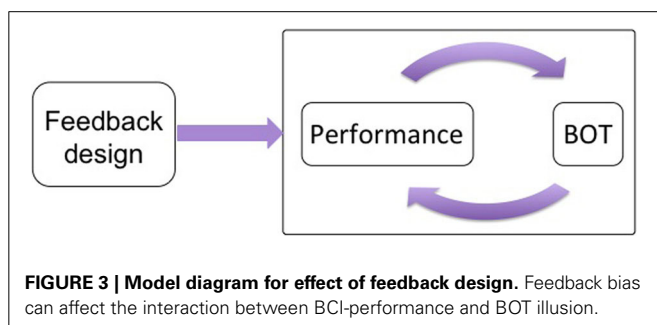 Feedback
design
Performance
BOT
FIGURE 3 | Model diagram for effect of feedback design. Feedback bias
can affect the interaction between BCI-performance and BOT illusion.